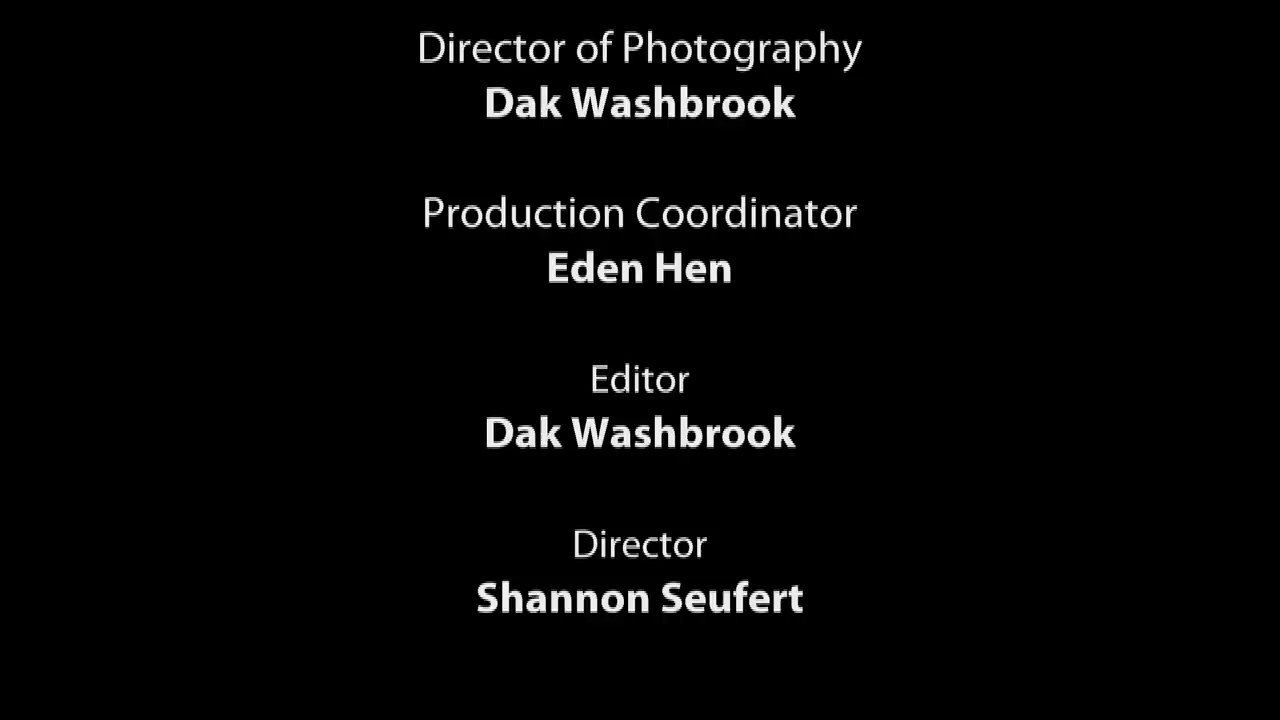 Director of Photography
Dak Washbrook
Production Coordinator
Eden Hen
Editor
Dak Washbrook
Director
Shannon Seufert